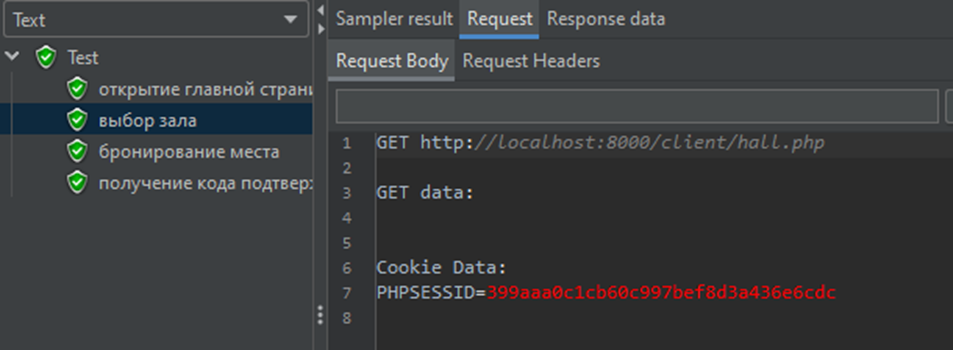 Text
Test
открытие главной страни
выбор зала
бронирование места
получение кода подтвер
Sampler result Request Response data
Request Body Request Headers
1 GET http://localhost:8000/client/hall.php
2
3 GET data:
4
5
6 Cookie Data:
7 PHPSESSID=399aaa0c1cb60c997bef8d3a436e6cdc
8